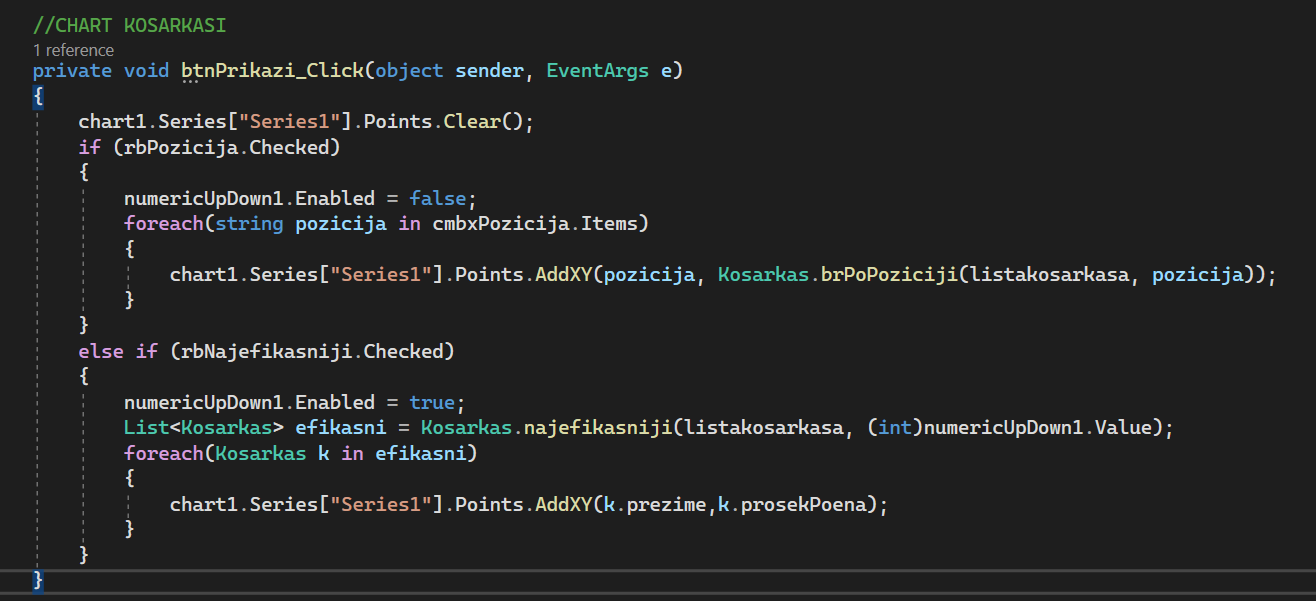 //CHART KOSARKASI
1 reference
private void btnPrikazi_Click(object sender, EventArgs e)
{
chart1.Series["Series1"].Points.Clear();
if (rbPozicija.Checked)
{
numericUpDown1.Enabled = false;
foreach(string pozicija in cmbxPozicija.Items)
{
chart1.Series["Series1"].Points.AddXY(pozicija, Kosarkas.brPoPoziciji(listakosarkasa, pozicija));
}
}
else if (rbNajefikasniji.Checked)
{
numericUpDown1.Enabled = true;
List<Kosarkas> efikasni = Kosarkas.najefikasniji(listakosarkasa, (int)numericUpDown1.Value);
foreach(Kosarkas k in efikasni)
{
chart1.Series["Series1"].Points.AddXY(k.prezime,k.prosekPoena);
}
}
}